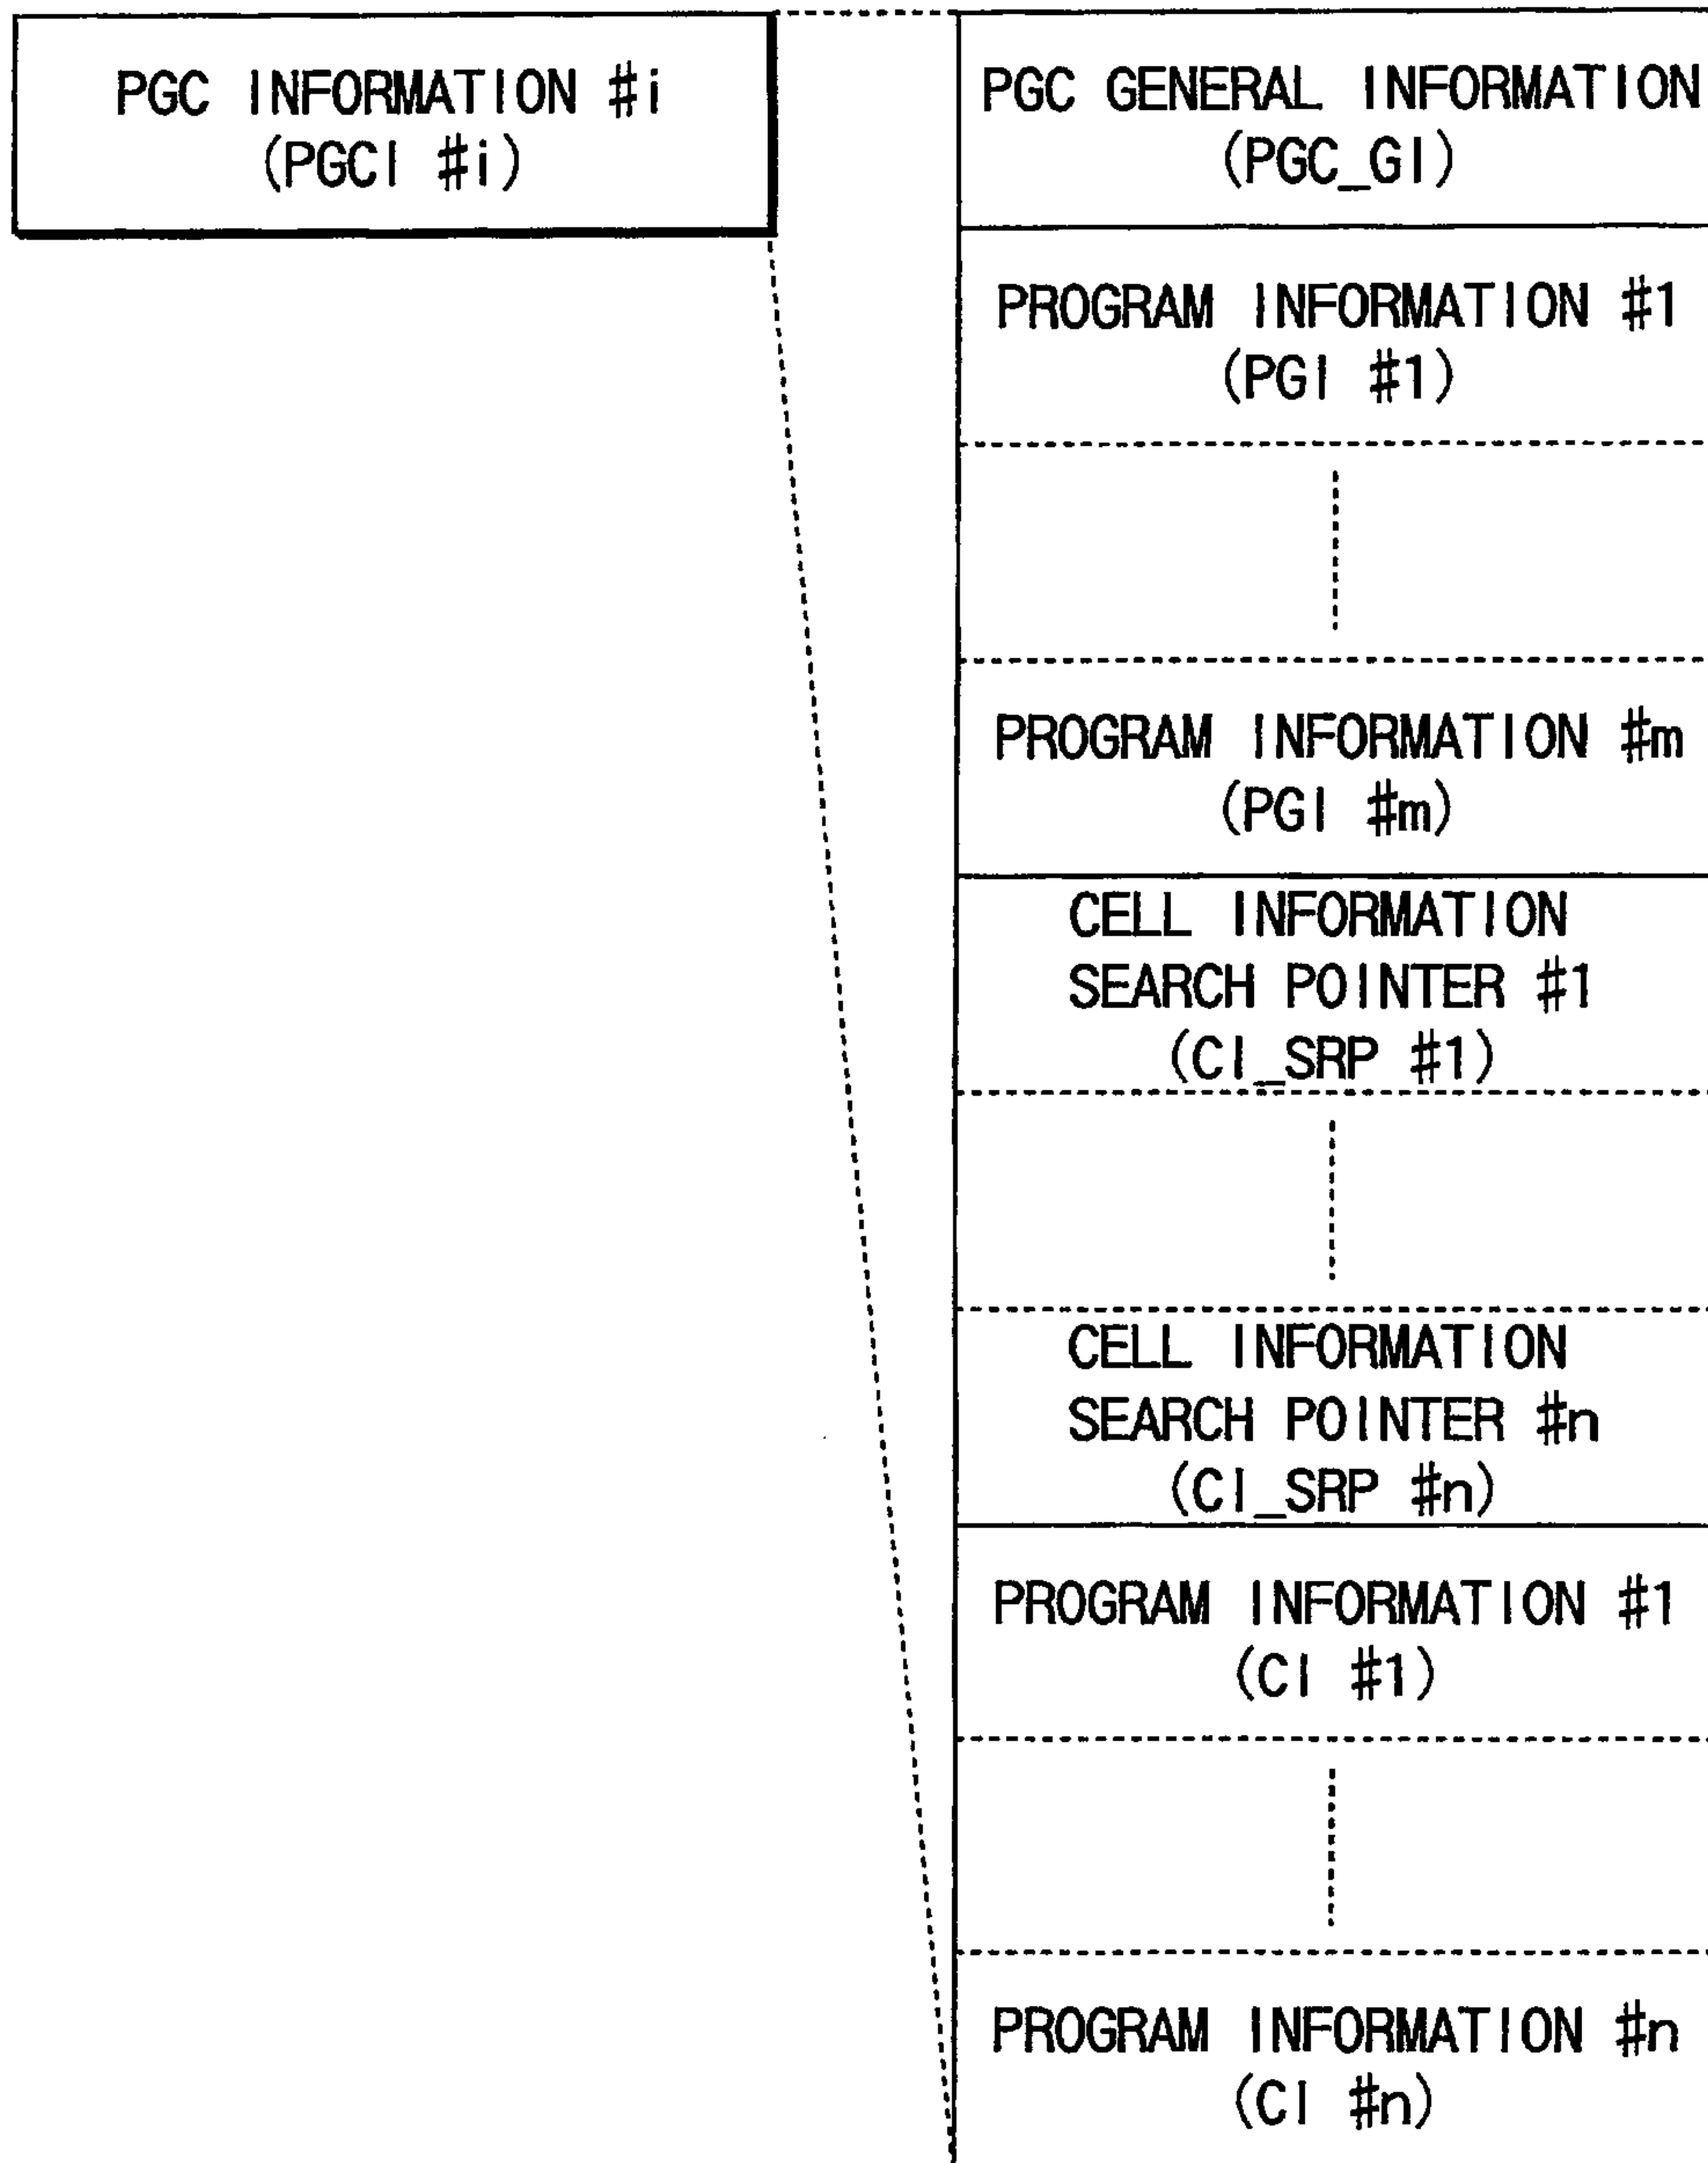 PGC INFORMATION #i
(PGCI #i)
PGC GENERAL INFORMATION
(PGC_GI)
PROGRAM INFORMATION #1
(PGI #1)
PROGRAM INFORMATION #m
(PGI #m)
CELL INFORMATION
SEARCH POINTER #1
(CI_SRP #1)
CELL INFORMATION
SEARCH POINTER #n
(CI_SRP #n)
PROGRAM INFORMATION #1
(CI #1)
PROGRAM INFORMATION #n
(CI #n)